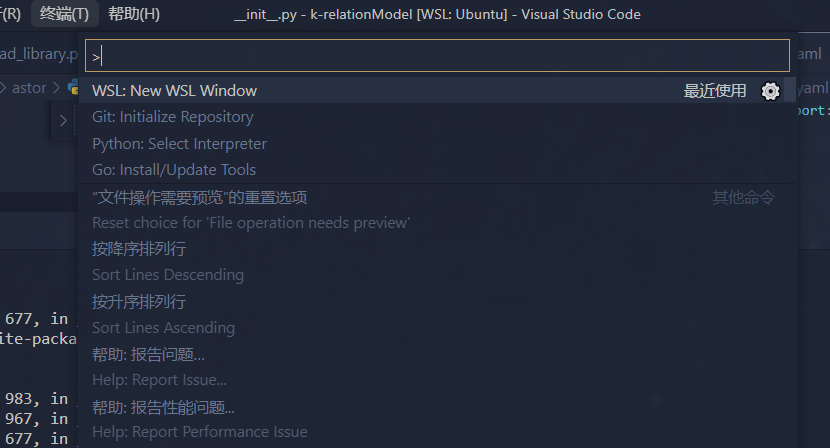 (R) 终端(T) 帮助(H) __init__.py - k-relationModel [WSL: Ubuntu] - Visual Studio Code
ad_library.p
>
aml
astor
WSL: New WSL Window 最近使用
yaml
Git: Initialize Repository
port:
Python: Select Interpreter
Go: Install/Update Tools
“文件操作需要预览”的重置选项 其他命令
Reset choice for 'File operation needs preview'
按降序排列行
Sort Lines Descending
按升序排列行
677, in
Sort Lines Ascending
ite-packa
帮助: 报告问题...
Help: Report Issue...
983, in
帮助: 报告性能问题...
967, in
Help: Report Performance Issue
677, in